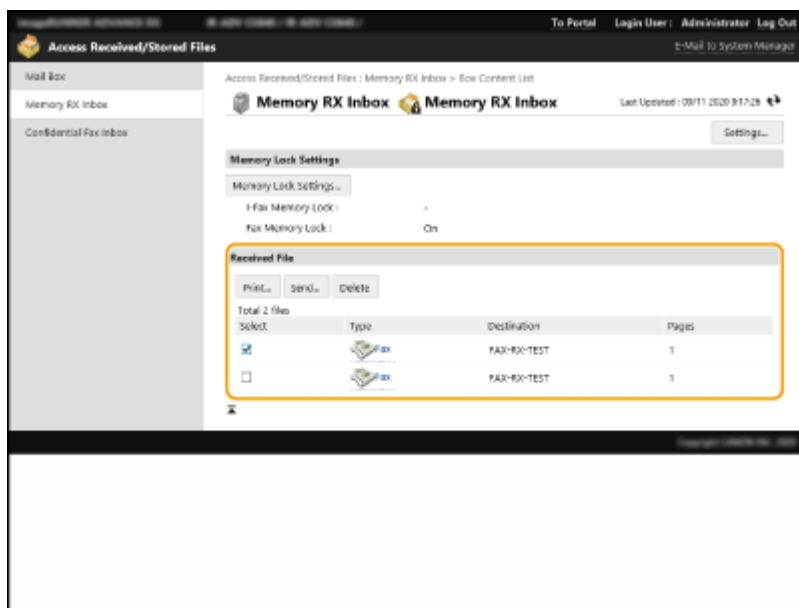 To Portal Login User: Administrator Log Out
Access Received/Stored Files
E-Mail to System Manager
Mail Box
Memory RX Inbox
Confidential Fax Inbox
Access Received/Stored Files : Memory RX Inbox > Box Content List
Memory RX Inbox Memory RX Inbox
Last Updated : 09/11 2020 9:17:28
Settings...
Memory Lock Settings
Memory Lock Settings...
I-Fax Memory Lock : -
Fax Memory Lock : On
Received File
Print... Send... Delete
Total 2 files
Select Type Destination Pages
Fax FAX-RX-TEST 1
Fax FAX-RX-TEST 1